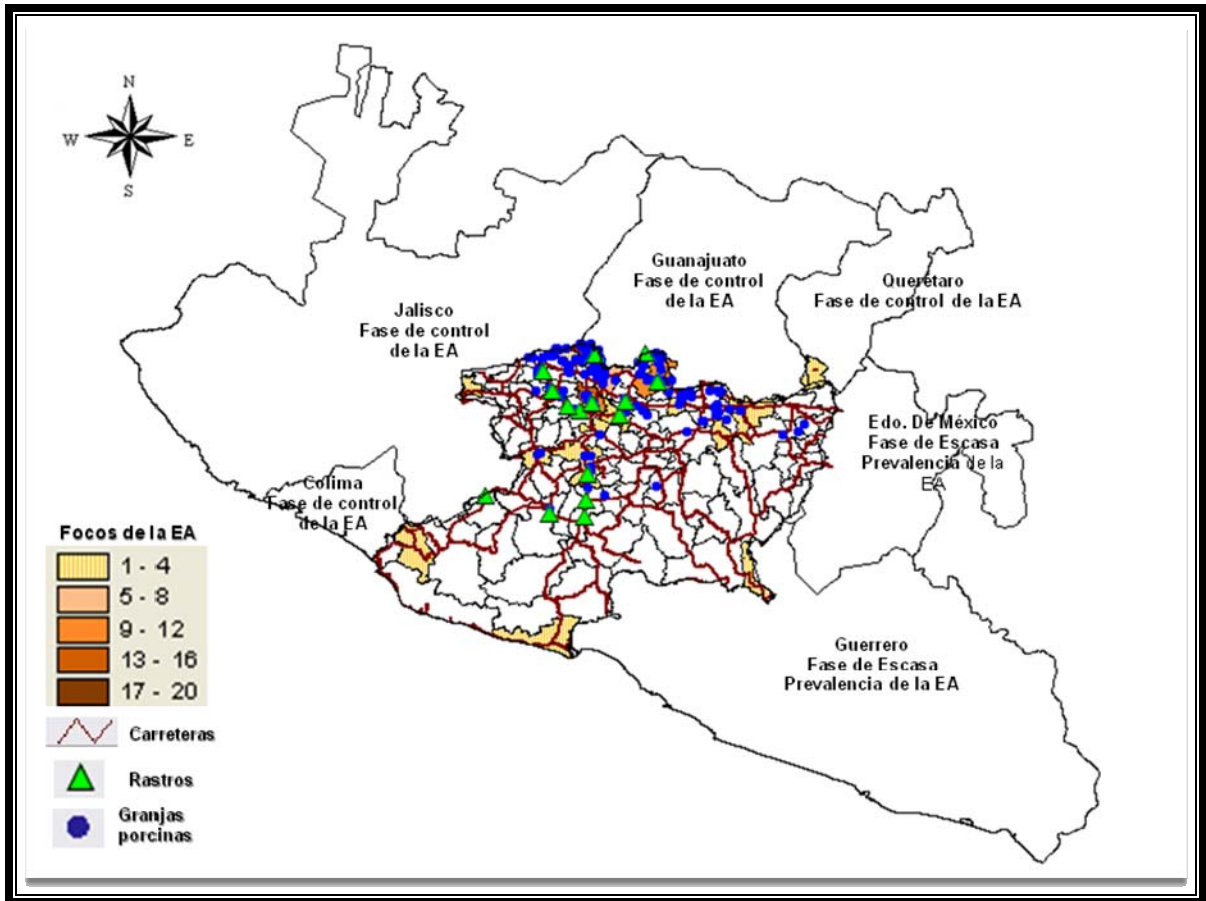 N
W
E
S
Guanajuato
Fase de control
de la EA
Querétaro
Fase de control de la EA
Jalisco
Fase de control
de la EA
Edo. De México
Fase de Escasa
Prevalencia de la
EA
Colima
Fase de control
de la EA
Guerrero
Fase de Escasa
Prevalencia de la EA
Focos de la EA
1 - 4
5 - 8
9 - 12
13 - 16
17 - 20
Carreteras
Rastros
Granjas
porcinas